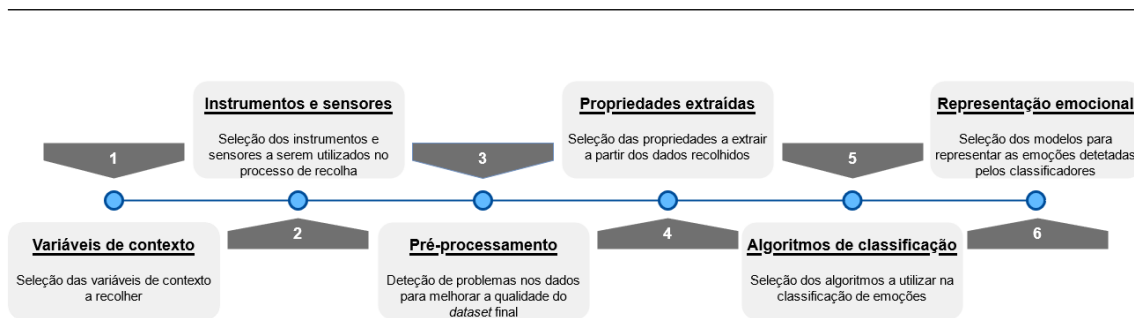 1
Variáveis de contexto
Seleção das variáveis de contexto
a recolher
Instrumentos e sensores
Seleção dos instrumentos e
sensores a serem utilizados no
processo de recolha
2
3
Pré-processamento
Deteção de problemas nos dados
para melhorar a qualidade do
dataset final
Propriedades extraídas
Seleção das propriedades a extrair
a partir dos dados recolhidos
4
5
Algoritmos de classificação
Seleção dos algoritmos a utilizar na
classificação de emoções
Representação emocional
Seleção dos modelos para
representar as emoções detetadas
pelos classificadores
6